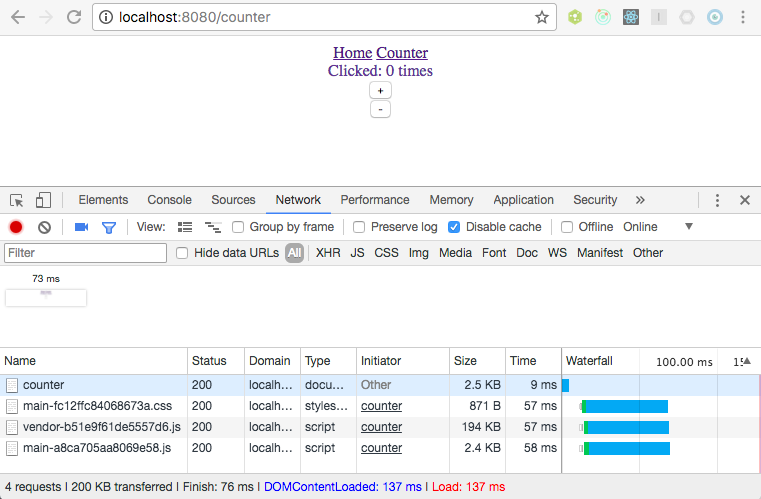 localhost:8080/counter
Home Counter
Clicked: 0 times
+
-
Elements Console Sources Network Performance Memory Application Security »
View: Group by frame Preserve log Disable cache Offline Online
Filter Hide data URLs All XHR JS CSS Img Media Font Doc WS Manifest Other
73 ms
Name Status Domain Type Initiator Size Time Waterfall 100.00 ms 15
counter 200 localh… docu… Other 2.5 KB 9 ms
main-fc12ffc84068673a.css 200 localh… styles… counter 871 B 57 ms
vendor-b51e9f61de5557d6.js 200 localh… script counter 194 KB 57 ms
main-a8ca705aa8069e58.js 200 localh… script counter 2.4 KB 58 ms
4 requests | 200 KB transferred | Finish: 76 ms | DOMContentLoaded: 137 ms | Load: 137 ms